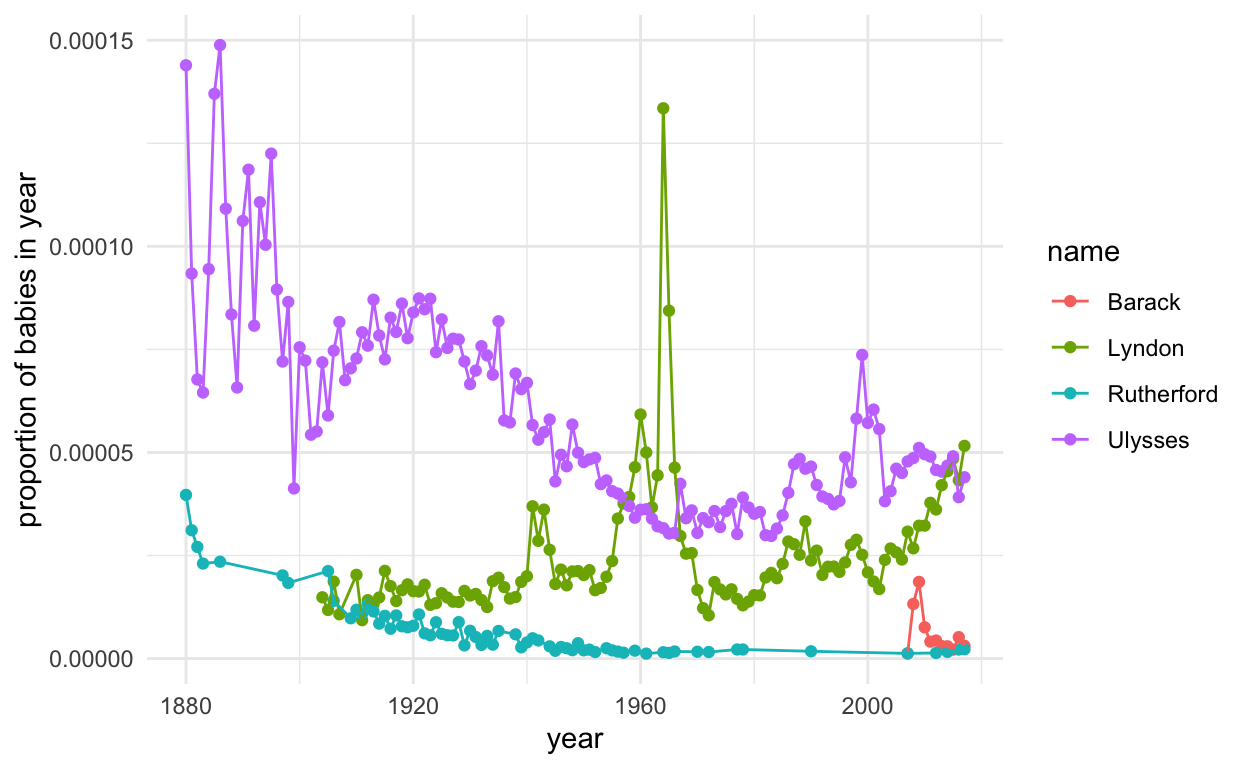 0.00015
0.00010
0.00005
0.00000
proportion of babies in year
1880
1920
1960
2000
year
name
Barack
Lyndon
Rutherford
Ulysses